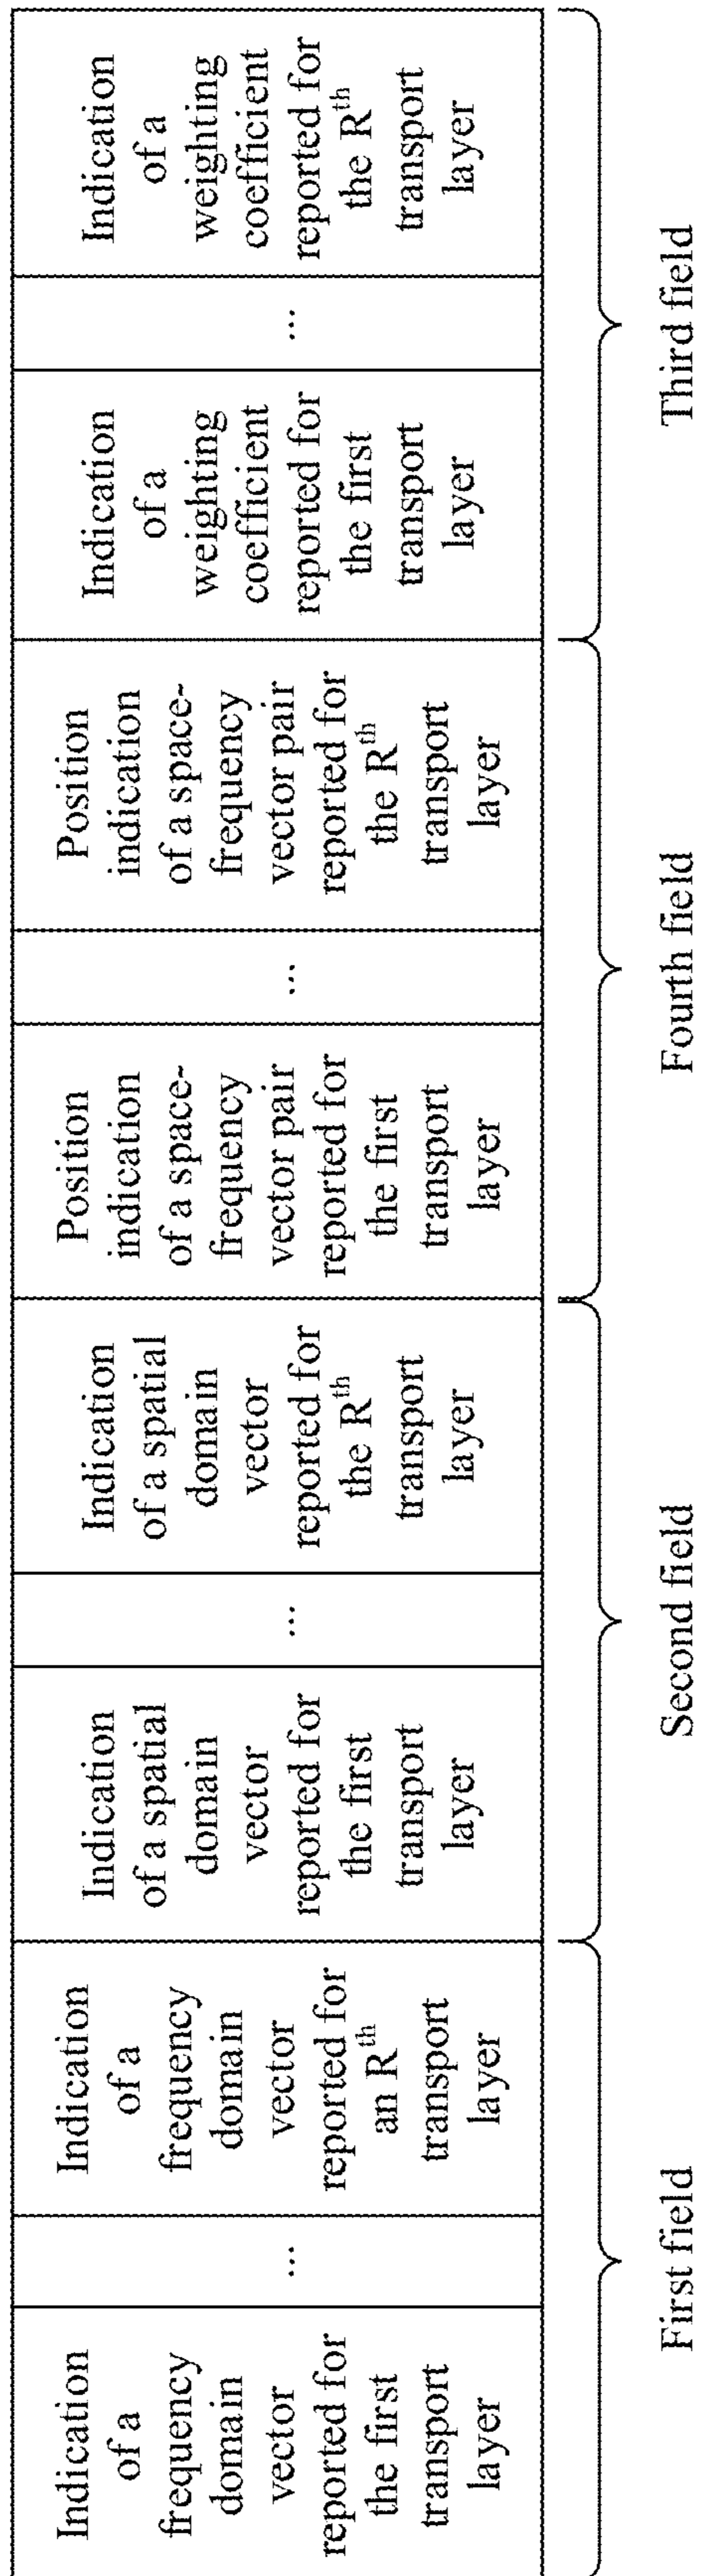 Indication
of a
frequency
domain
vector
reported for
the first
transport
layer
...
Indication
of a
frequency
domain
vector
reported for
an Rth
transport
layer
Indication
of a spatial
domain
vector
reported for
the first
transport
layer
...
Indication
of a spatial
domain
vector
reported for
the Rth
transport
layer
Position
indication
of a space-
frequency
vector pair
reported for
the first
transport
layer
...
Position
indication
of a space-
frequency
vector pair
reported for
the Rth
transport
layer
Indication
of a
weighting
coefficient
reported for
the first
transport
layer
...
Indication
of a
weighting
coefficient
reported for
the Rth
transport
layer
First field
Second field
Fourth field
Third field